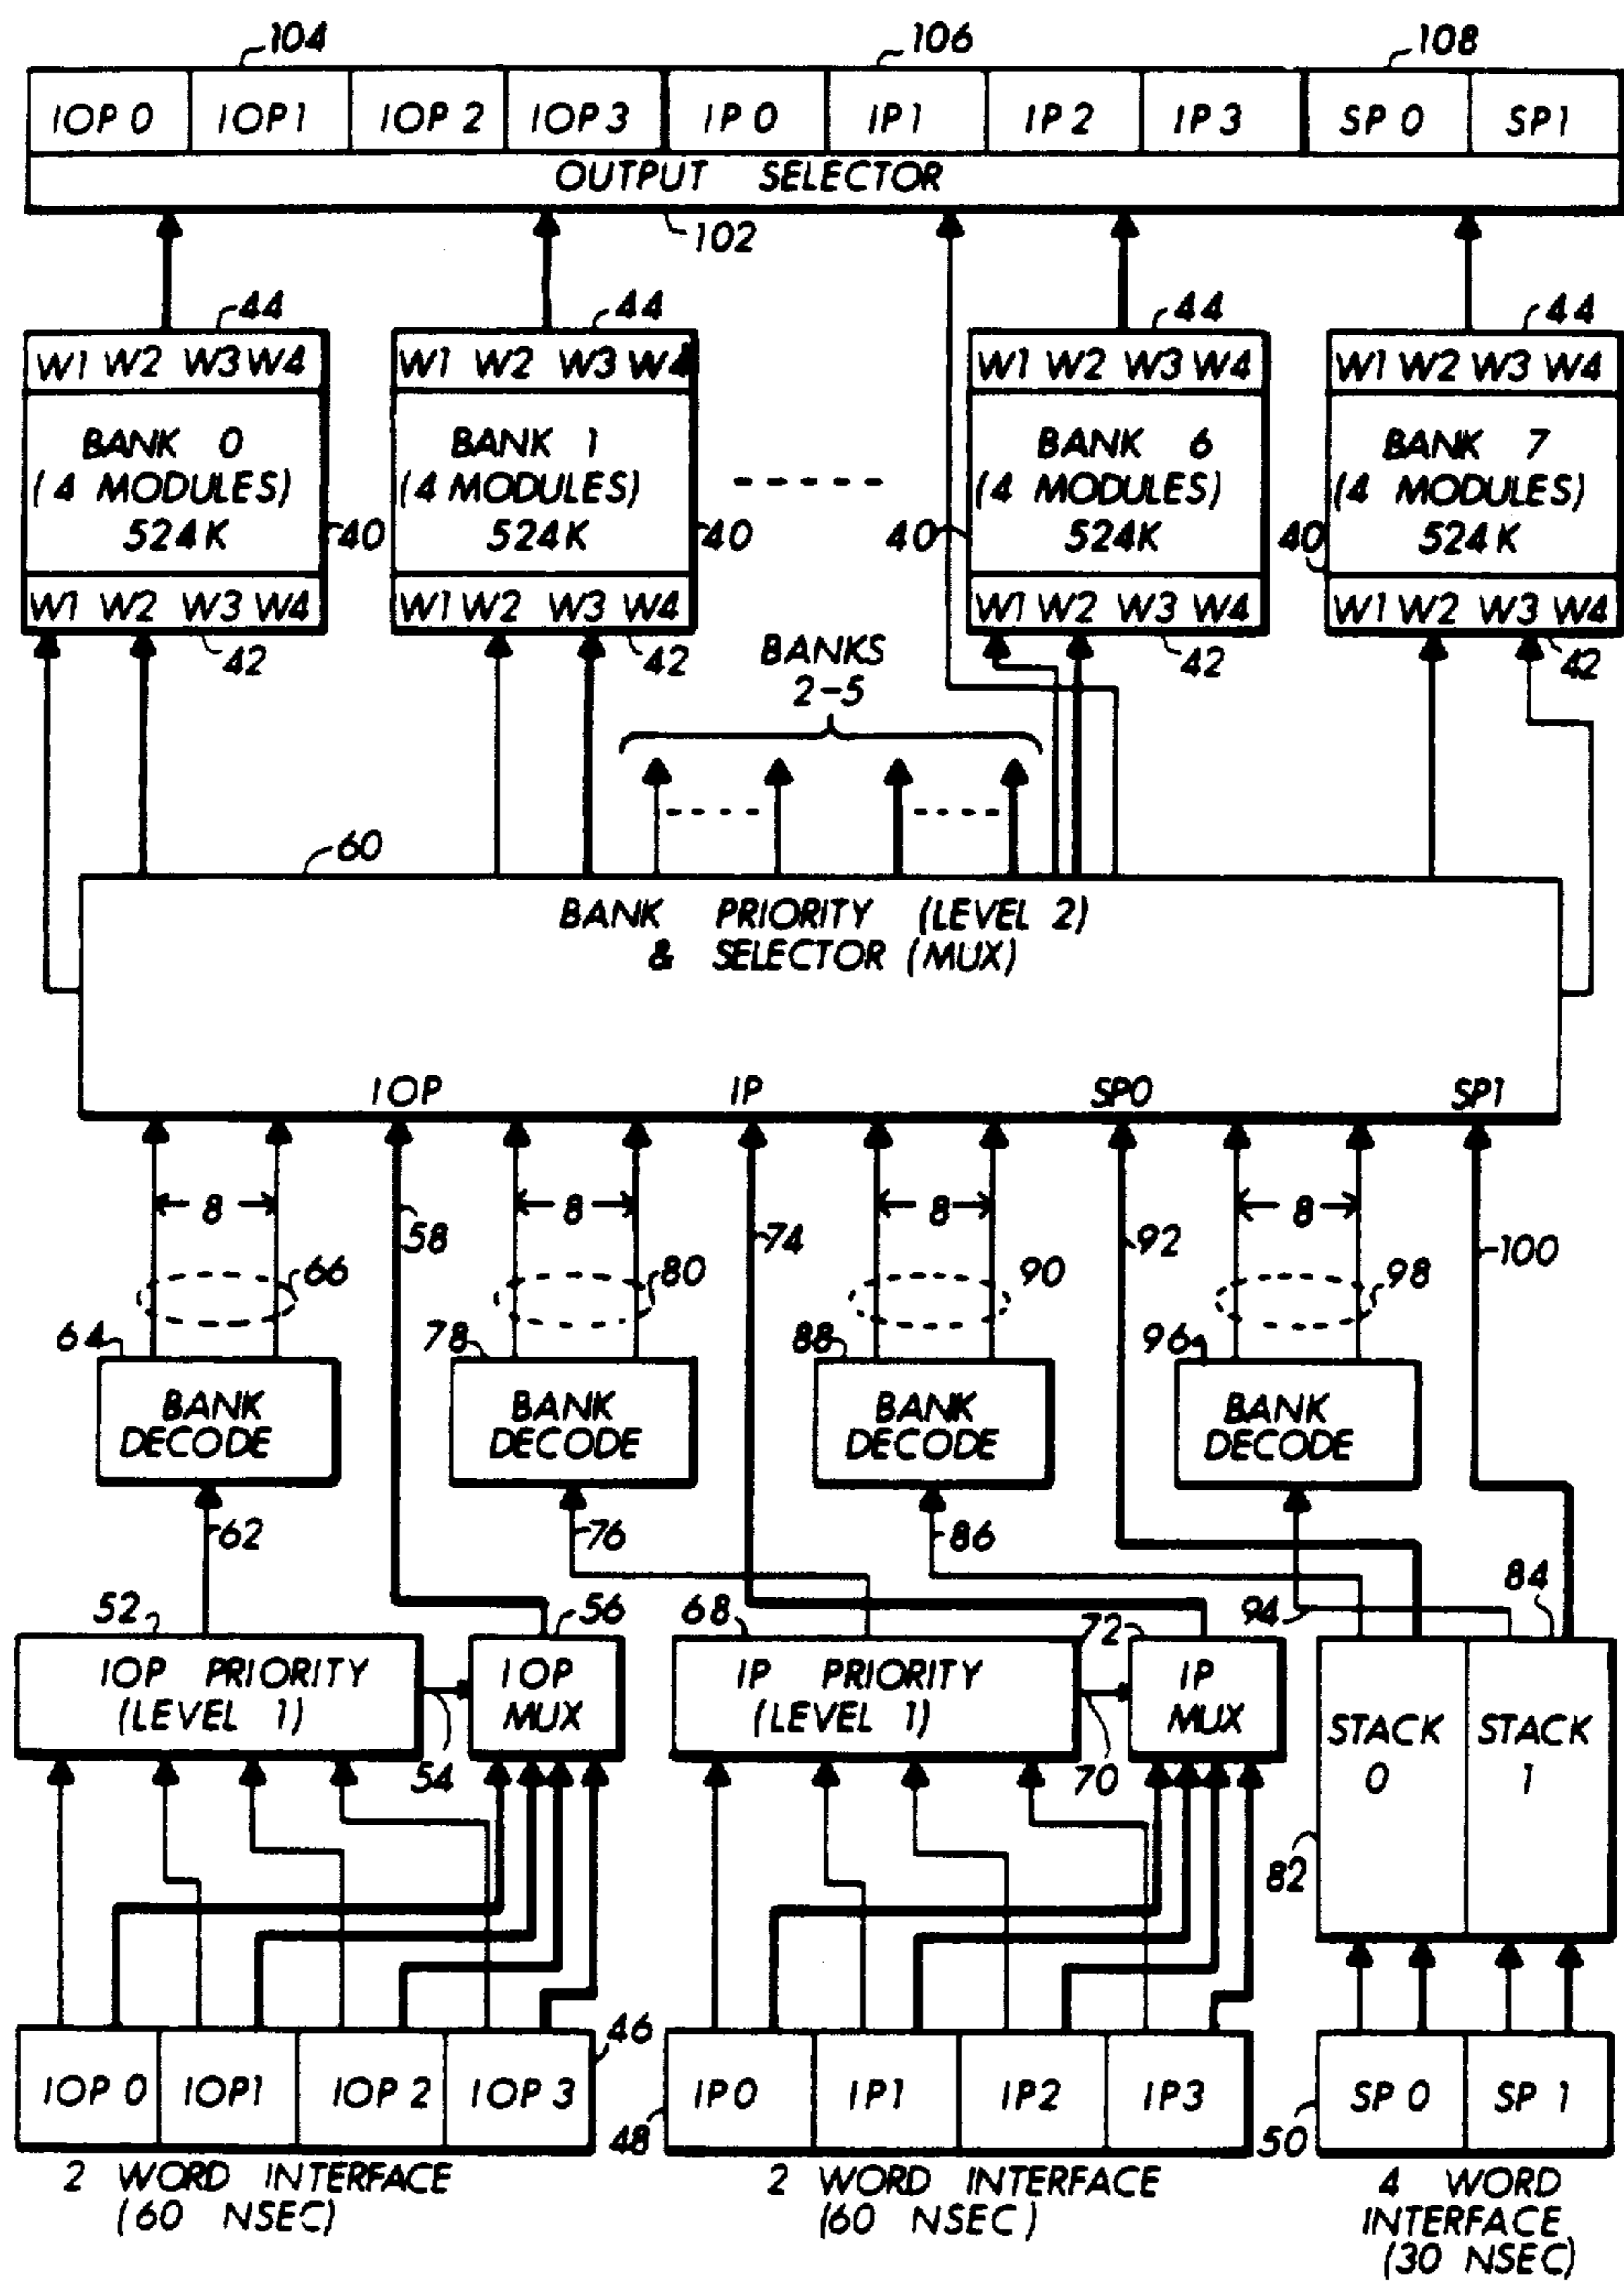 104 106 108
IOP 0 IOP1 IOP 2 IOP 3 IP 0 IP1 IP 2 IP 3 SP 0 SP1
OUTPUT SELECTOR
102
44 44 44 44
W1 W2 W3 W4 W1 W2 W3 W4 W1 W2 W3 W4 W1 W2 W3 W4
BANK 0 BANK 1 BANK 6 BANK 7
(4 MODULES) (4 MODULES) (4 MODULES) (4 MODULES)
524K 40 524K 40 40 524K 40 524K
W1 W2 W3 W4 W1 W2 W3 W4 W1 W2 W3 W4 W1 W2 W3 W4
42 42 42 42
BANKS
2-5
60
BANK PRIORITY (LEVEL 2)
& SELECTOR (MUX)
IOP IP SP0 SP1
8 8 8 8
58 74 92 100
66 80 90 98
64 78 88 96
BANK DECODE
BANK DECODE
BANK DECODE
BANK DECODE
62 76 86
52 56 68 72 94 84
IOP PRIORITY
(LEVEL 1)
IOP
MUX
IP PRIORITY
(LEVEL 1)
IP
MUX
STACK
0
STACK
1
54 70
82
46
IOP 0 IOP1 IOP 2 IOP 3 IP0 IP1 IP2 IP3 SP 0 SP 1
48 50
2 WORD INTERFACE
(60 NSEC)
2 WORD INTERFACE
(60 NSEC)
4 WORD
INTERFACE
(30 NSEC)